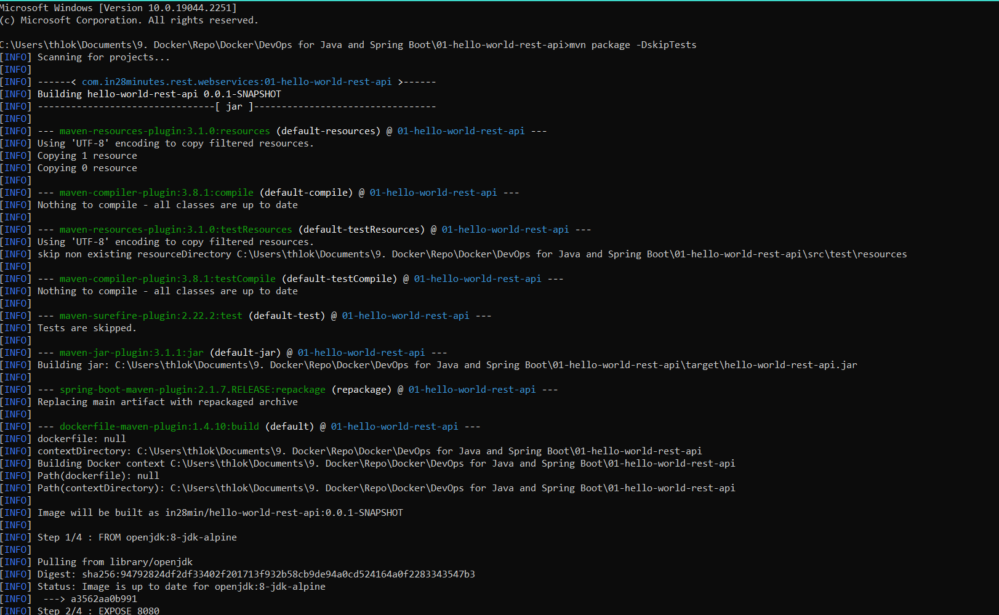 Microsoft Windows [Version 10.0.19044.2251]
(c) Microsoft Corporation. All rights reserved.
C:\Users\thlok\Documents\9. Docker\Repo\Docker\DevOps for Java and Spring Boot\01-hello-world-rest-api>mvn package -DskipTests
[INFO] Scanning for projects...
[INFO]
[INFO] ------< com.in28minutes.rest.webservices:01-hello-world-rest-api >------
[INFO] Building hello-world-rest-api 0.0.1-SNAPSHOT
[INFO] --------------------------------[ jar ]---------------------------------
[INFO]
[INFO] --- maven-resources-plugin:3.1.0:resources (default-resources) @ 01-hello-world-rest-api ---
[INFO] Using 'UTF-8' encoding to copy filtered resources.
[INFO] Copying 1 resource
[INFO] Copying 0 resource
[INFO]
[INFO] --- maven-compiler-plugin:3.8.1:compile (default-compile) @ 01-hello-world-rest-api ---
[INFO] Nothing to compile - all classes are up to date
[INFO]
[INFO] --- maven-resources-plugin:3.1.0:testResources (default-testResources) @ 01-hello-world-rest-api ---
[INFO] Using 'UTF-8' encoding to copy filtered resources.
[INFO] skip non existing resourceDirectory C:\Users\thlok\Documents\9. Docker\Repo\Docker\DevOps for Java and Spring Boot\01-hello-world-rest-api\src\test\resources
[INFO]
[INFO] --- maven-compiler-plugin:3.8.1:testCompile (default-testCompile) @ 01-hello-world-rest-api ---
[INFO] Nothing to compile - all classes are up to date
[INFO]
[INFO] --- maven-surefire-plugin:2.22.2:test (default-test) @ 01-hello-world-rest-api ---
[INFO] Tests are skipped.
[INFO]
[INFO] --- maven-jar-plugin:3.1.1:jar (default-jar) @ 01-hello-world-rest-api ---
[INFO] Building jar: C:\Users\thlok\Documents\9. Docker\Repo\Docker\DevOps for Java and Spring Boot\01-hello-world-rest-api\target\hello-world-rest-api.jar
[INFO]
[INFO] --- spring-boot-maven-plugin:2.1.7.RELEASE:repackage (repackage) @ 01-hello-world-rest-api ---
[INFO] Replacing main artifact with repackaged archive
[INFO]
[INFO] --- dockerfile-maven-plugin:1.4.10:build (default) @ 01-hello-world-rest-api ---
[INFO] dockerfile: null
[INFO] contextDirectory: C:\Users\thlok\Documents\9. Docker\Repo\Docker\DevOps for Java and Spring Boot\01-hello-world-rest-api
[INFO] Building Docker context C:\Users\thlok\Documents\9. Docker\Repo\Docker\DevOps for Java and Spring Boot\01-hello-world-rest-api
[INFO] Path(dockerfile): null
[INFO] Path(contextDirectory): C:\Users\thlok\Documents\9. Docker\Repo\Docker\DevOps for Java and Spring Boot\01-hello-world-rest-api
[INFO]
[INFO] Image will be built as in28min/hello-world-rest-api:0.0.1-SNAPSHOT
[INFO]
[INFO] Step 1/4 : FROM openjdk:8-jdk-alpine
[INFO]
[INFO] Pulling from library/openjdk
[INFO] Digest: sha256:94792824df2df33402f201713f932b58cb9de94a0cd524164a0f2283343547b3
[INFO] Status: Image is up to date for openjdk:8-jdk-alpine
[INFO]  ---> a3562aa0b991
[INFO] Step 2/4 : EXPOSE 8080